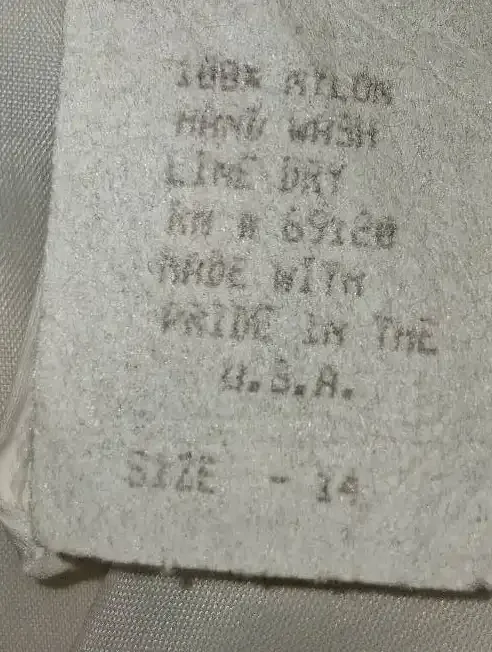 100% NYLON
HAND WASH
LINE DRY
RN # 69120
MADE WITH
PRIDE IN THE
U.S.A.
SIZE - 14